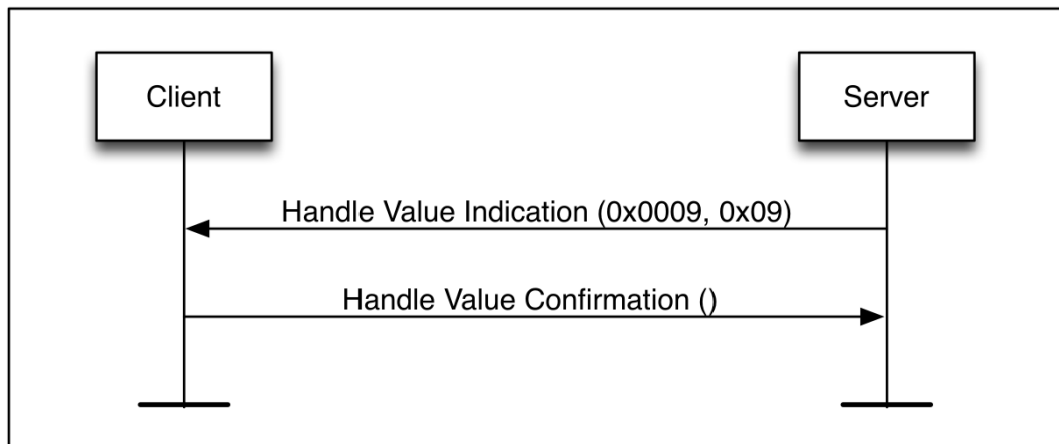 Client
Server
Handle Value Indication (0x0009, 0x09)
Handle Value Confirmation ()